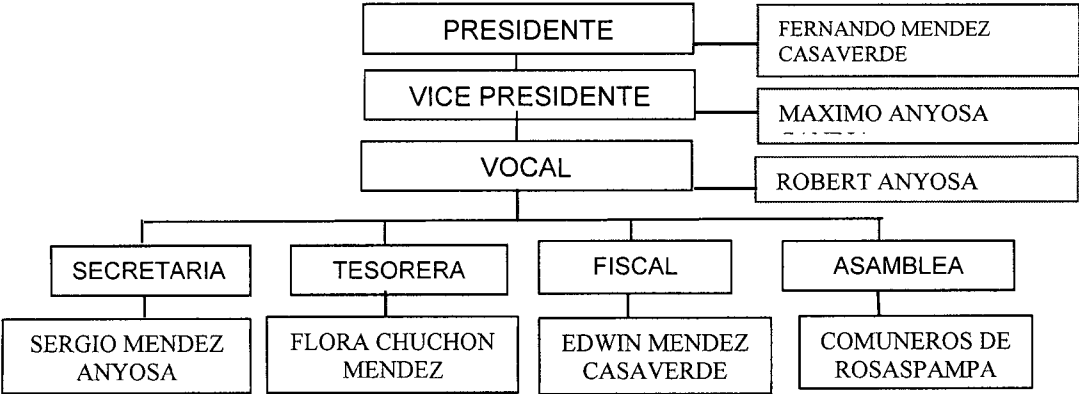 PRESIDENTE
FERNANDO MENDEZ
CASAVERDE
VICE PRESIDENTE
MAXIMO ANYOSA
VOCAL
ROBERT ANYOSA
SECRETARIA
TESORERA
FISCAL
ASAMBLEA
SERGIO MENDEZ
ANYOSA
FLORA CHUCHON
MENDEZ
EDWIN MENDEZ
CASAVERDE
COMUNEROS DE
ROSASPAMPA